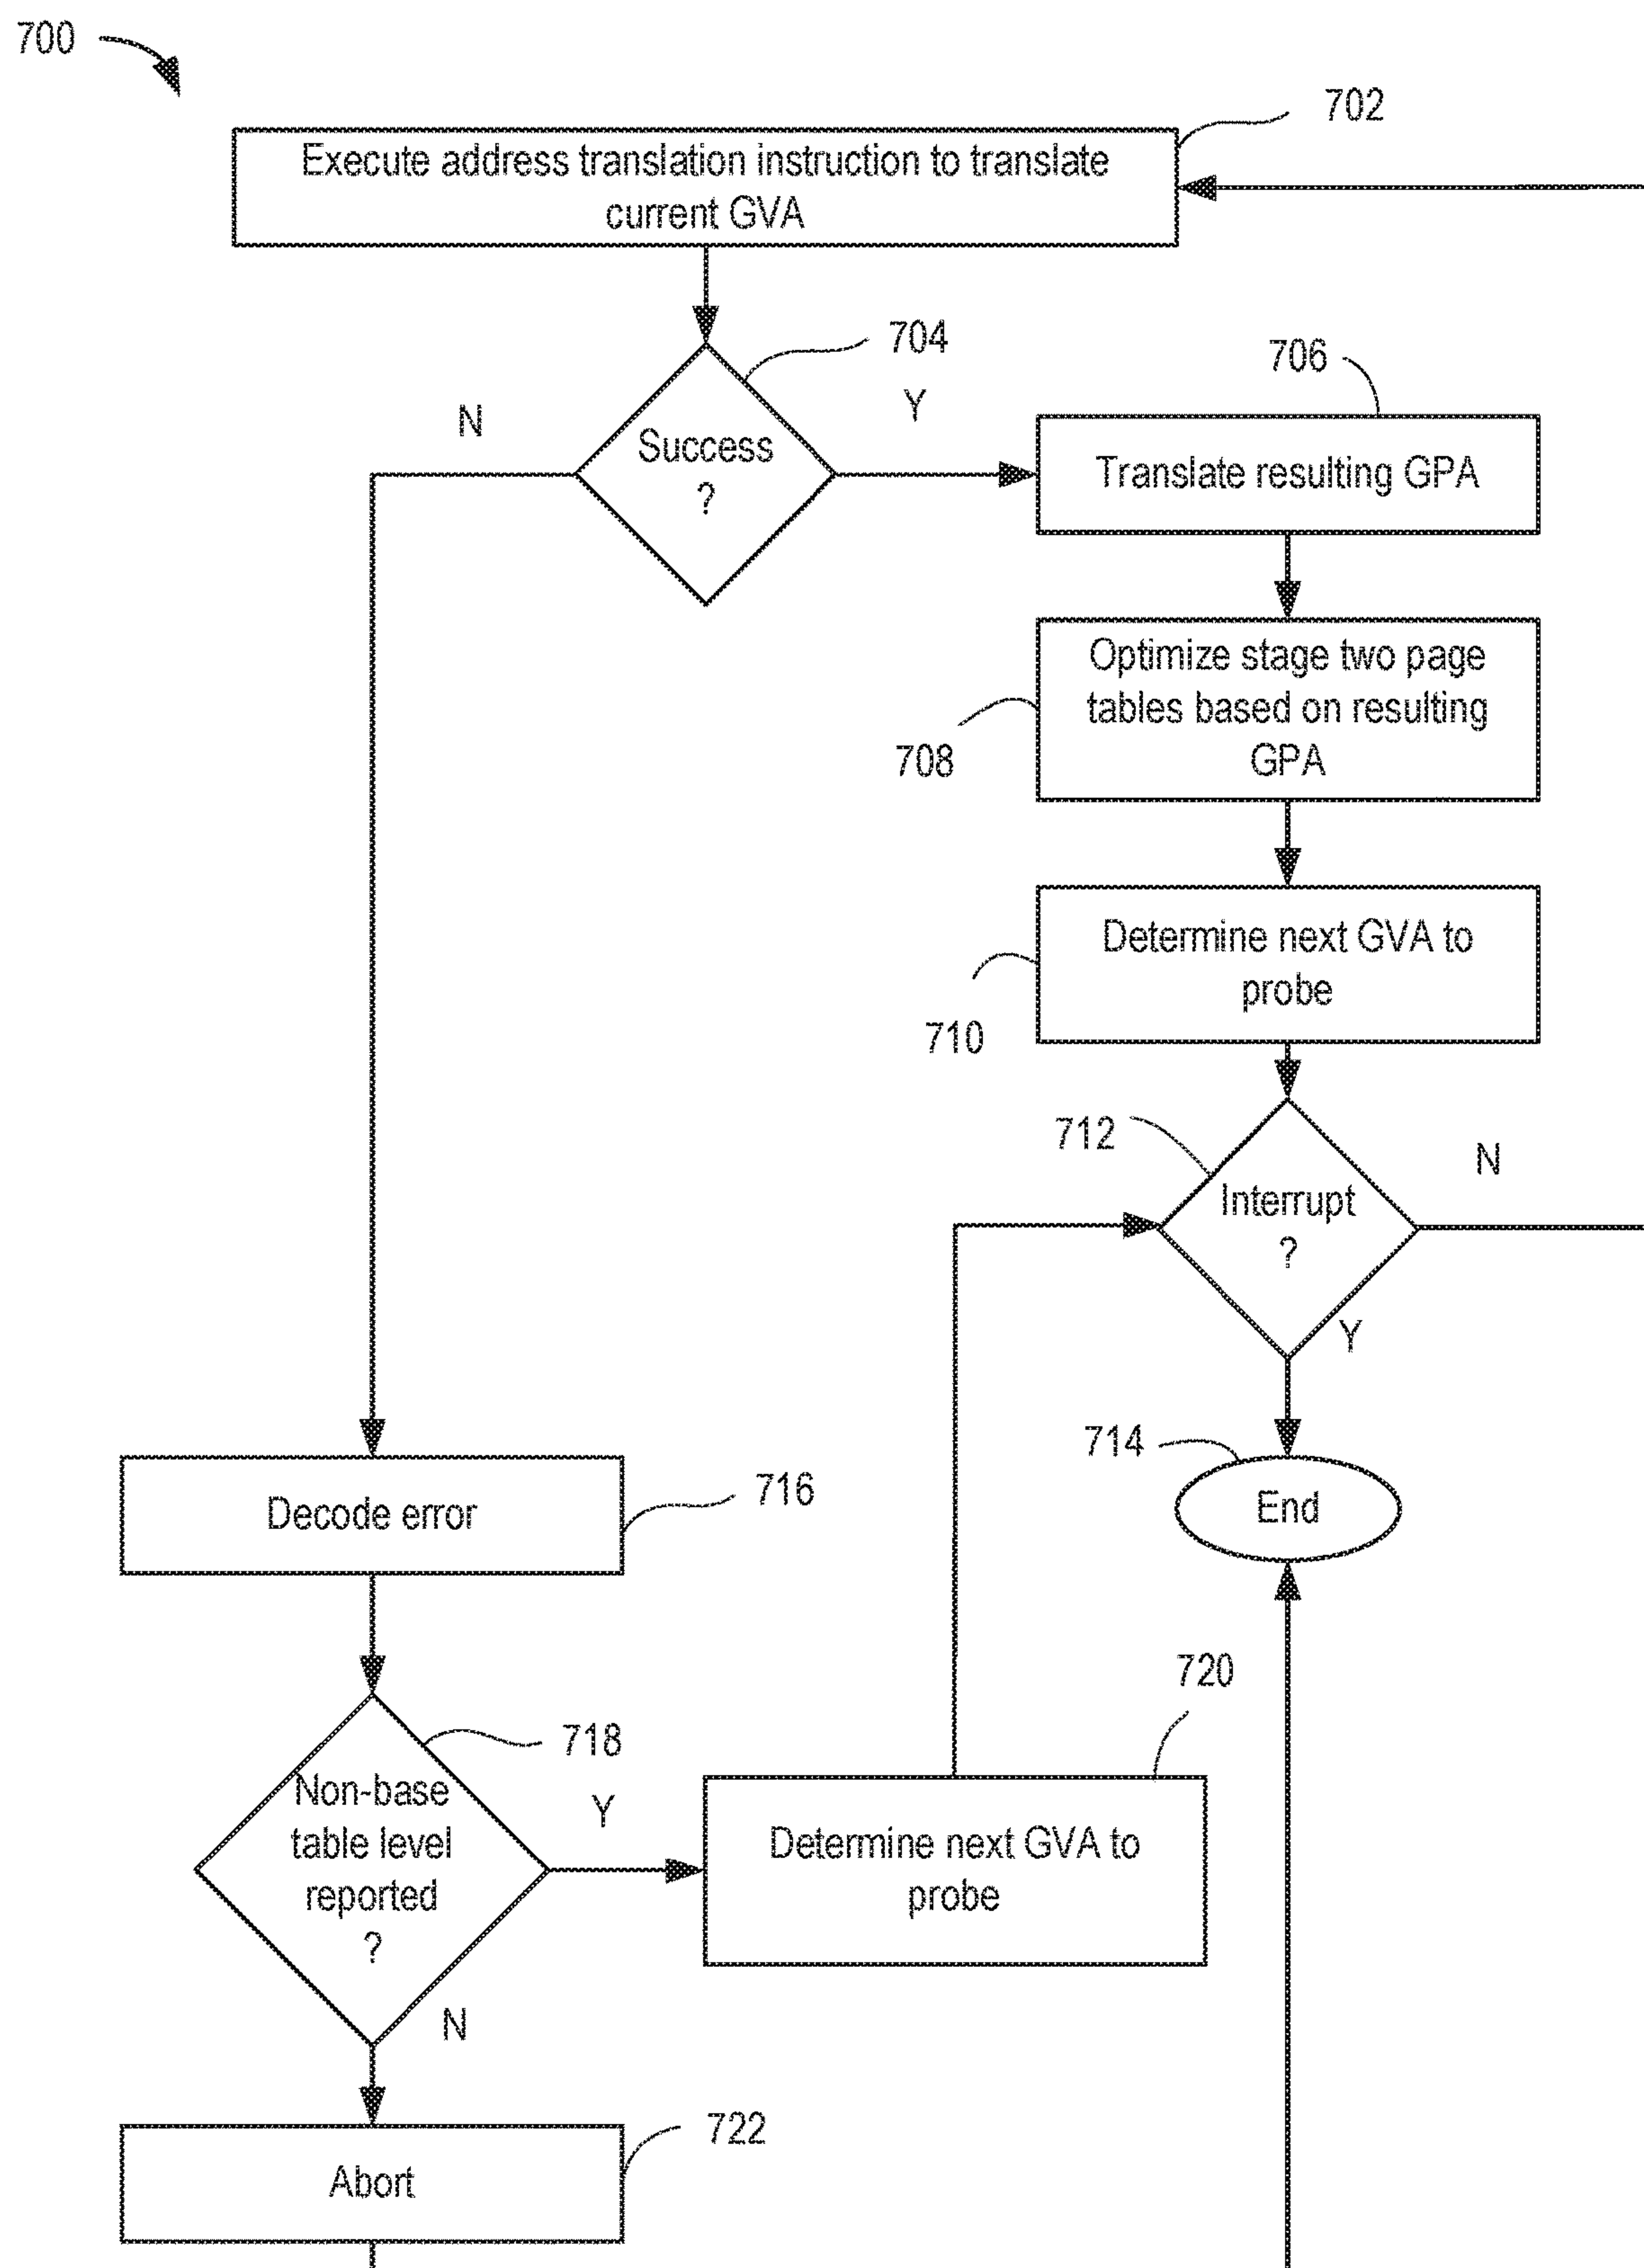 700
702
Execute address translation instruction to translate
current GVA
704
N
Y
Success
?
706
Translate resulting GPA
Optimize stage two page
tables based on resulting
GPA
708
Determine next GVA to
probe
710
712
N
Interrupt
?
Y
714
End
716
Decode error
720
718
Non-base
table level
reported
?
Y
Determine next GVA to
probe
N
722
Abort